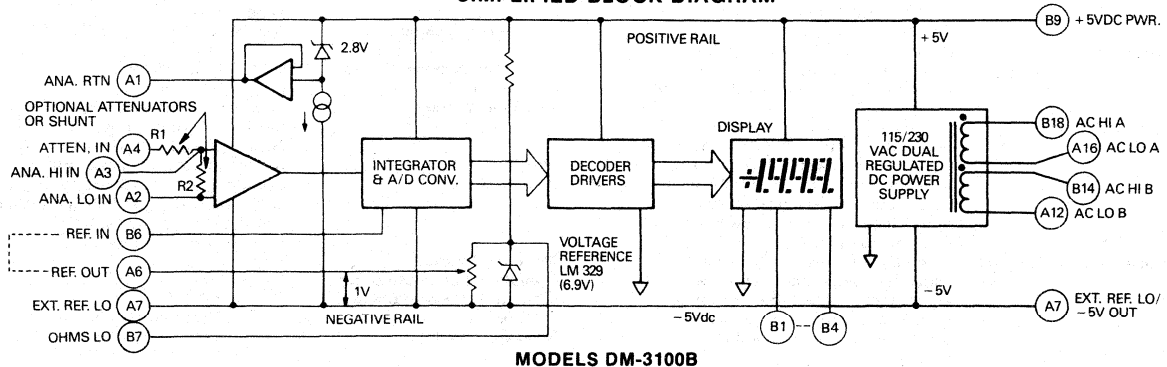 SIMPLIFIED BLOCK DIAGRAM
POSITIVE RAIL
+5V
B9 +5VDC PWR.
2.8V
ANA. RTN A1
OPTIONAL ATTENUATORS
OR SHUNT
R1
ATTEN. IN A4
ANA. HI IN A3
R2
ANA. LO IN A2
REF. IN B6
REF. OUT A6
1V
EXT. REF. LO A7
NEGATIVE RAIL
OHMS LO B7
INTEGRATOR
& A/D CONV.
DECODER
DRIVERS
VOLTAGE
REFERENCE
LM 329
(6.9V)
DISPLAY
1999
115/230
VAC DUAL
REGULATED
DC POWER
SUPPLY
B18 AC HI A
A16 AC LO A
B14 AC HI B
A12 AC LO B
-5Vdc
B1 -- B4
-5V
A7 EXT. REF. LO/
-5V OUT
MODELS DM-3100B